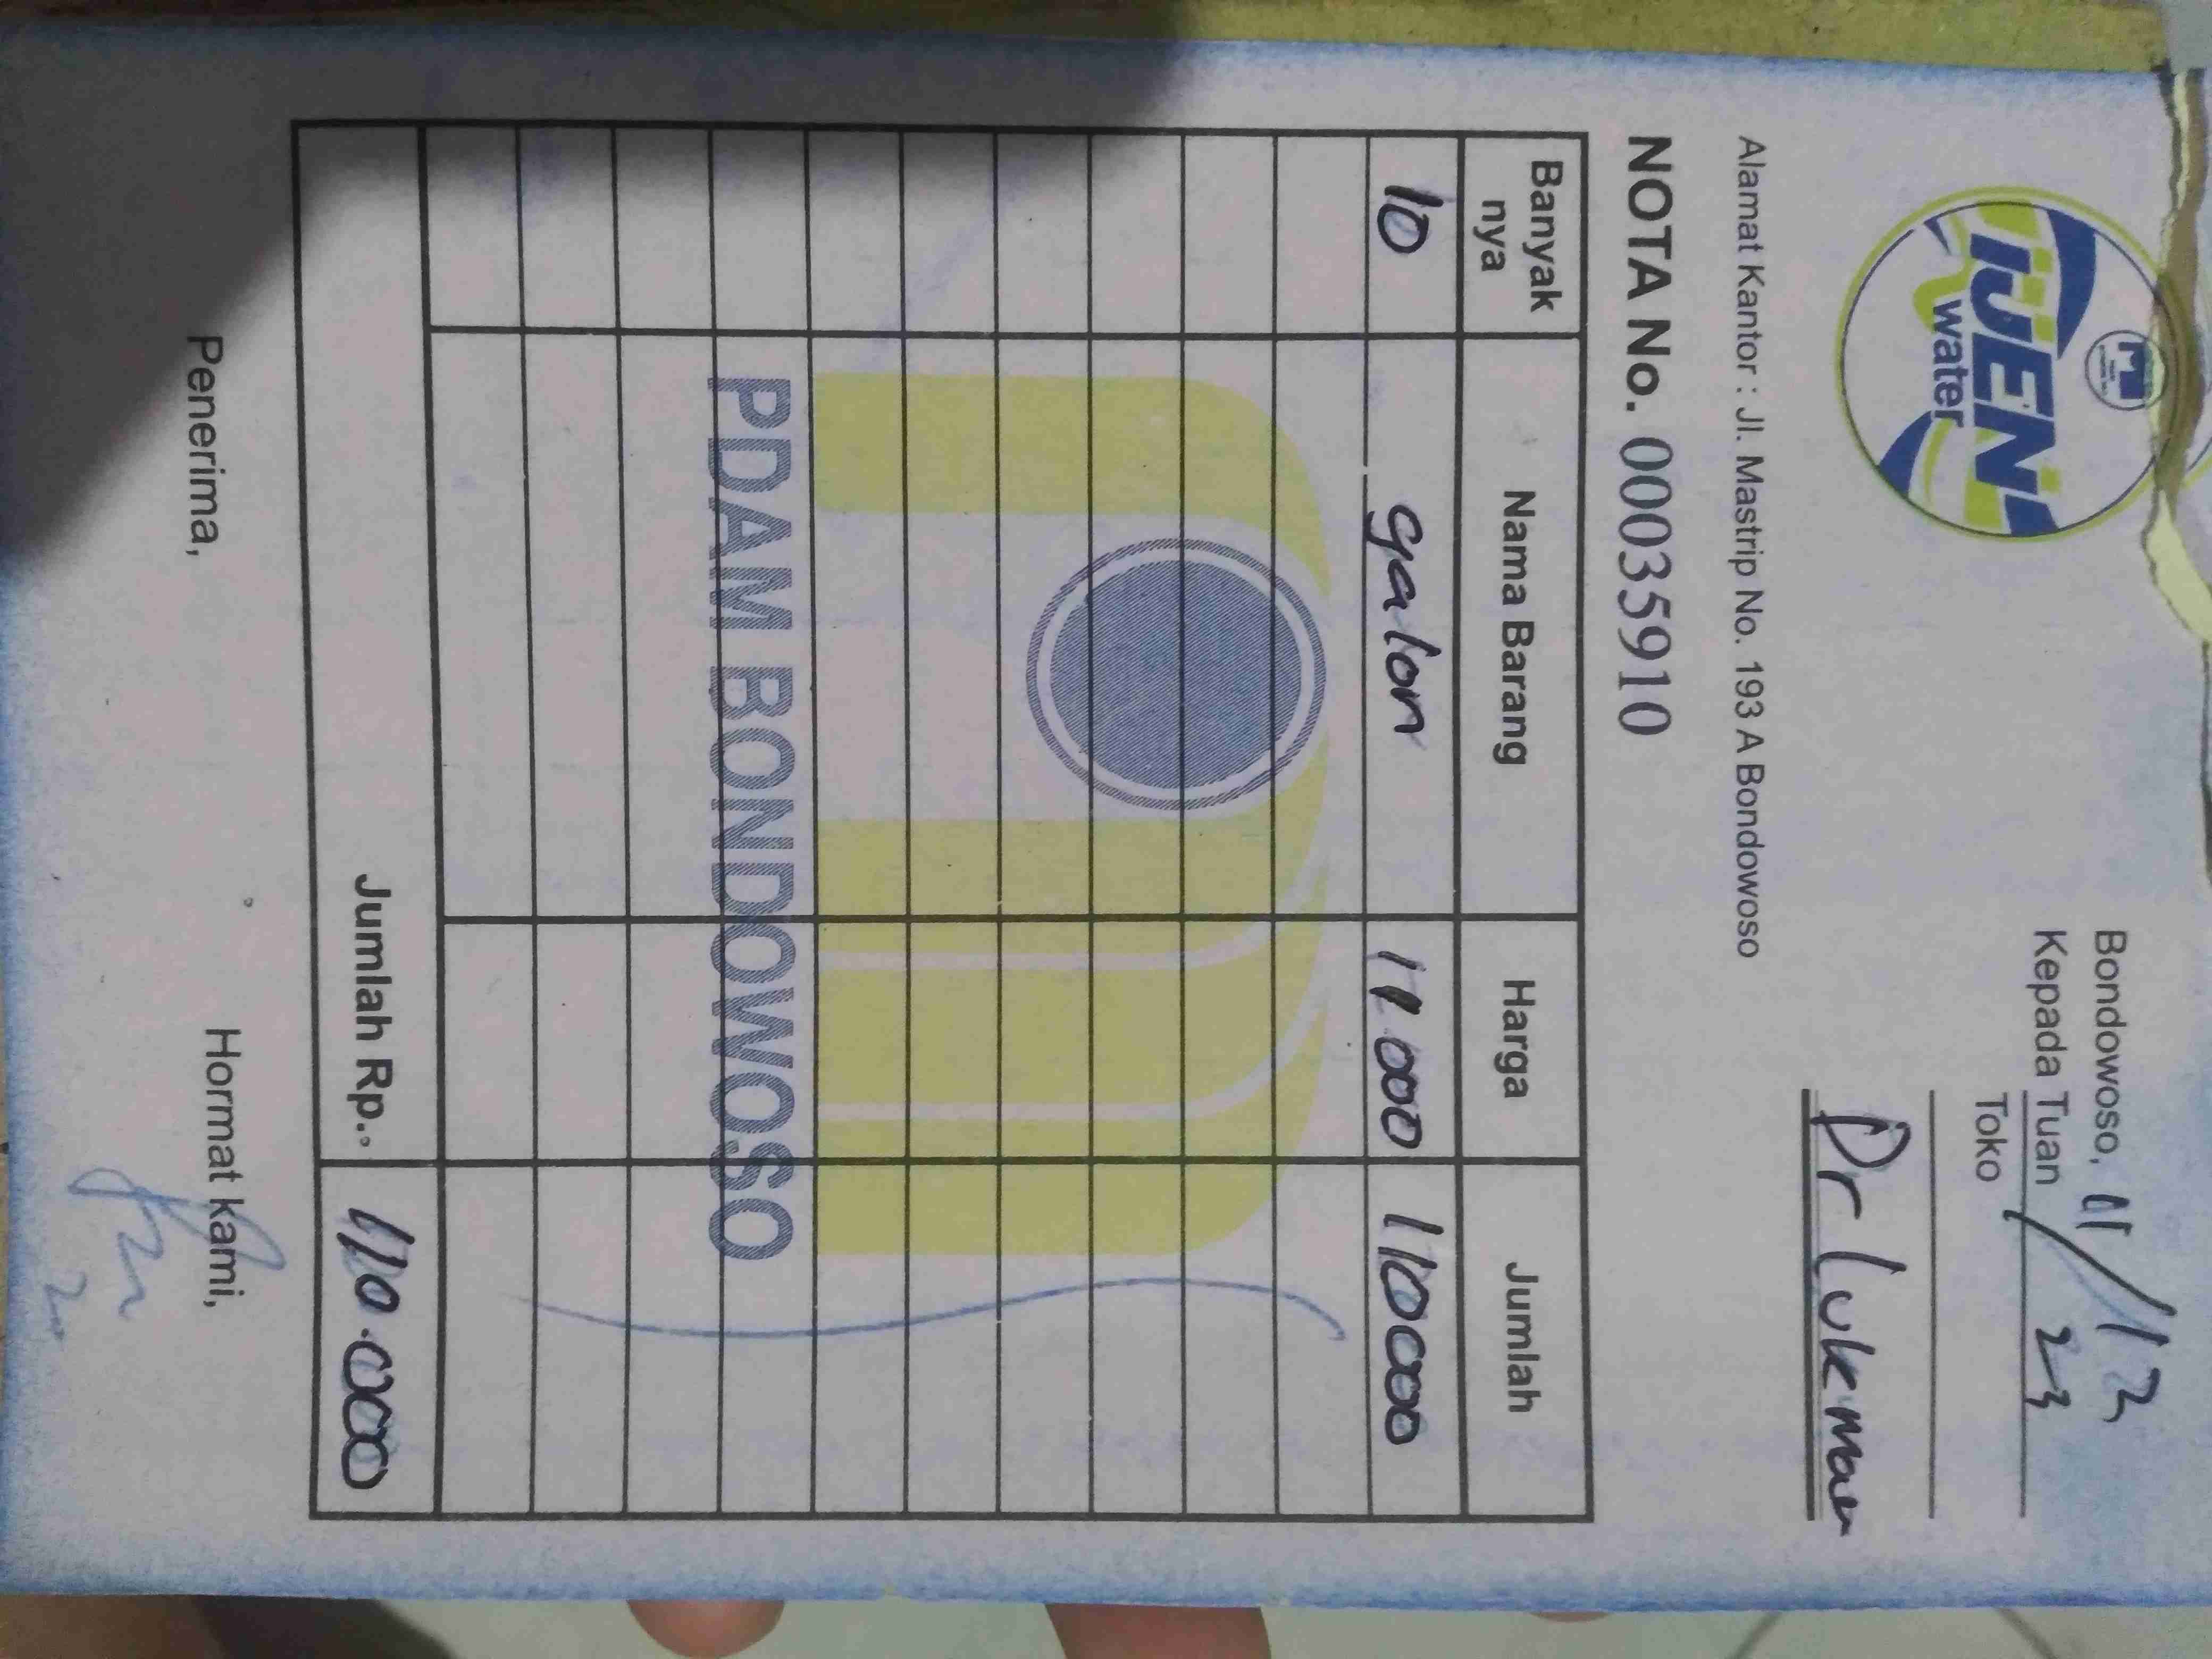 IJEN
water
Bondowoso, 11/12 23
Kepada Tuan
Toko
Dr lukman
Alamat Kantor : Jl. Mastrip No. 193 A Bondowoso
NOTA No. 00035910
Banyak nya Nama Barang Harga Jumlah
10 galon 11000 110000
PDAM BONDOWOSO
Jumlah Rp. 110.000
Penerima, Hormat kami,